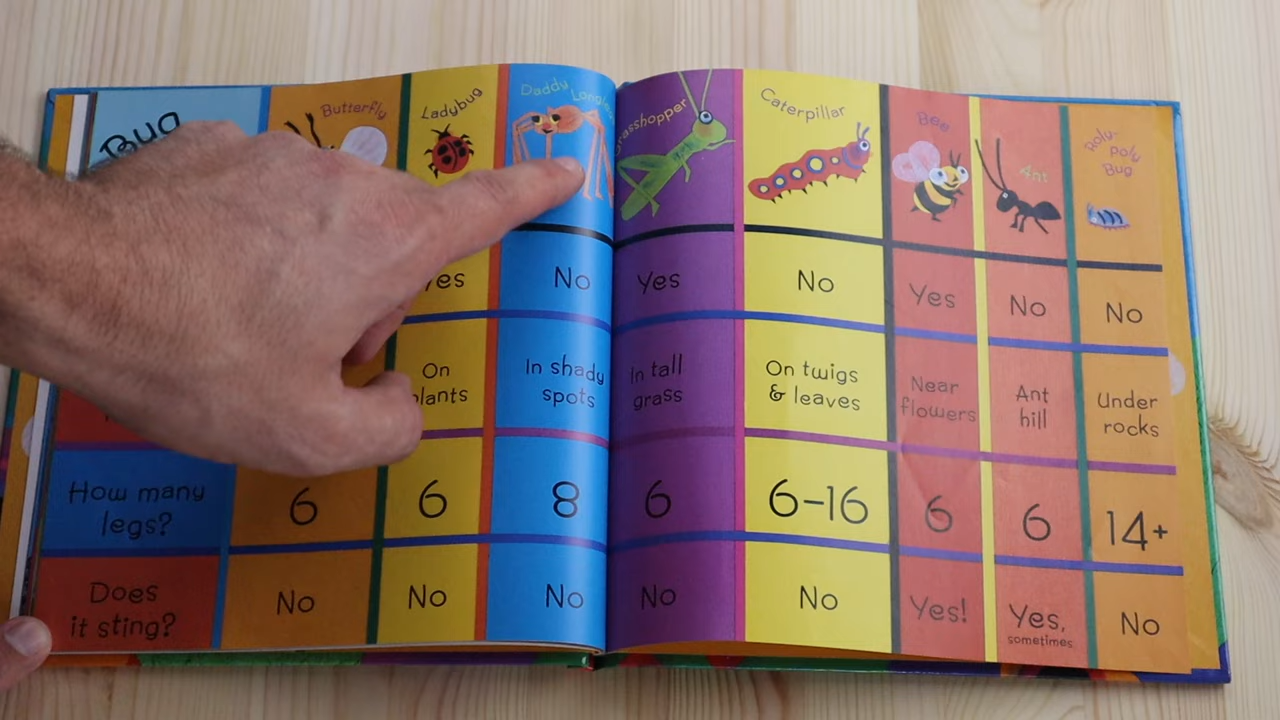 Bug
Butterfly
Ladybug
Daddy
Grasshopper
Caterpillar
Bee
Ant
Roly-
Poly
Bug
No
Yes
No
Yes
No
No
On
In shady
spots
In tall
grass
On twigs
& leaves
Near
flowers
Ant
hill
Under
rocks
How many
legs?
6
6
8
6
6-16
6
6
14+
Does
it sting?
No
No
No
No
No
Yes!
Yes,
sometimes
No